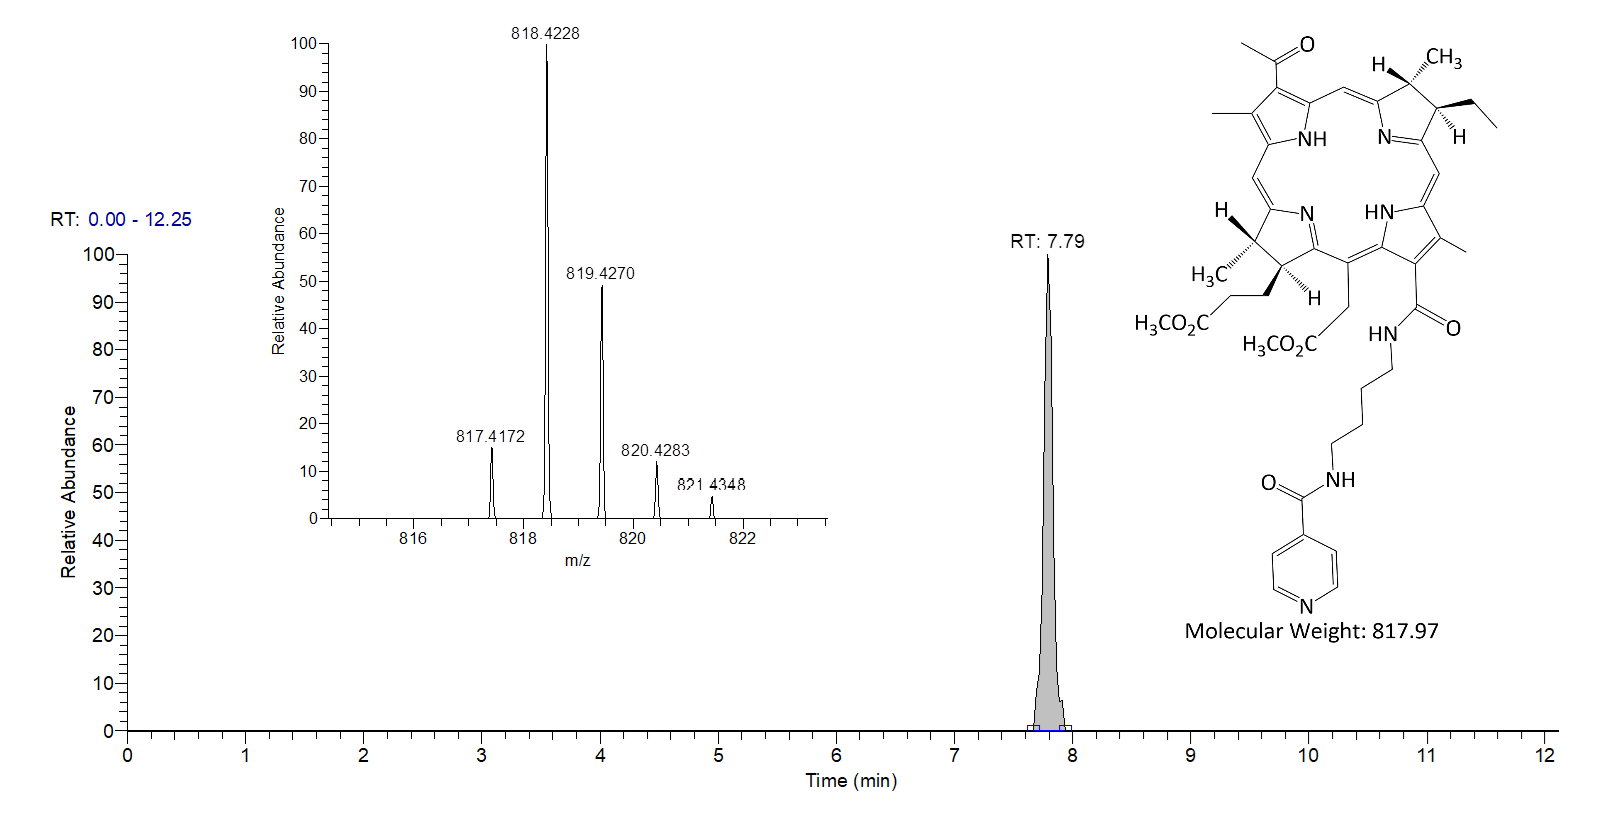 818.4228
100
90
80
70
60
50
40
30
20
10
0
Relative Abundance
819.4270
817.4172
820.4283
821.4348
816
818
820
822
m/z
RT: 0.00 - 12.25
100
90
80
70
60
50
40
30
20
10
0
Relative Abundance
RT: 7.79
0
1
2
3
4
5
6
7
8
9
10
11
12
Time (min)
O
H
CH₃
NH
N
H
H
N
HN
H₃C
H
H₃CO₂C
H₃CO₂C
O
HN
NH
O
N
Molecular Weight: 817.97